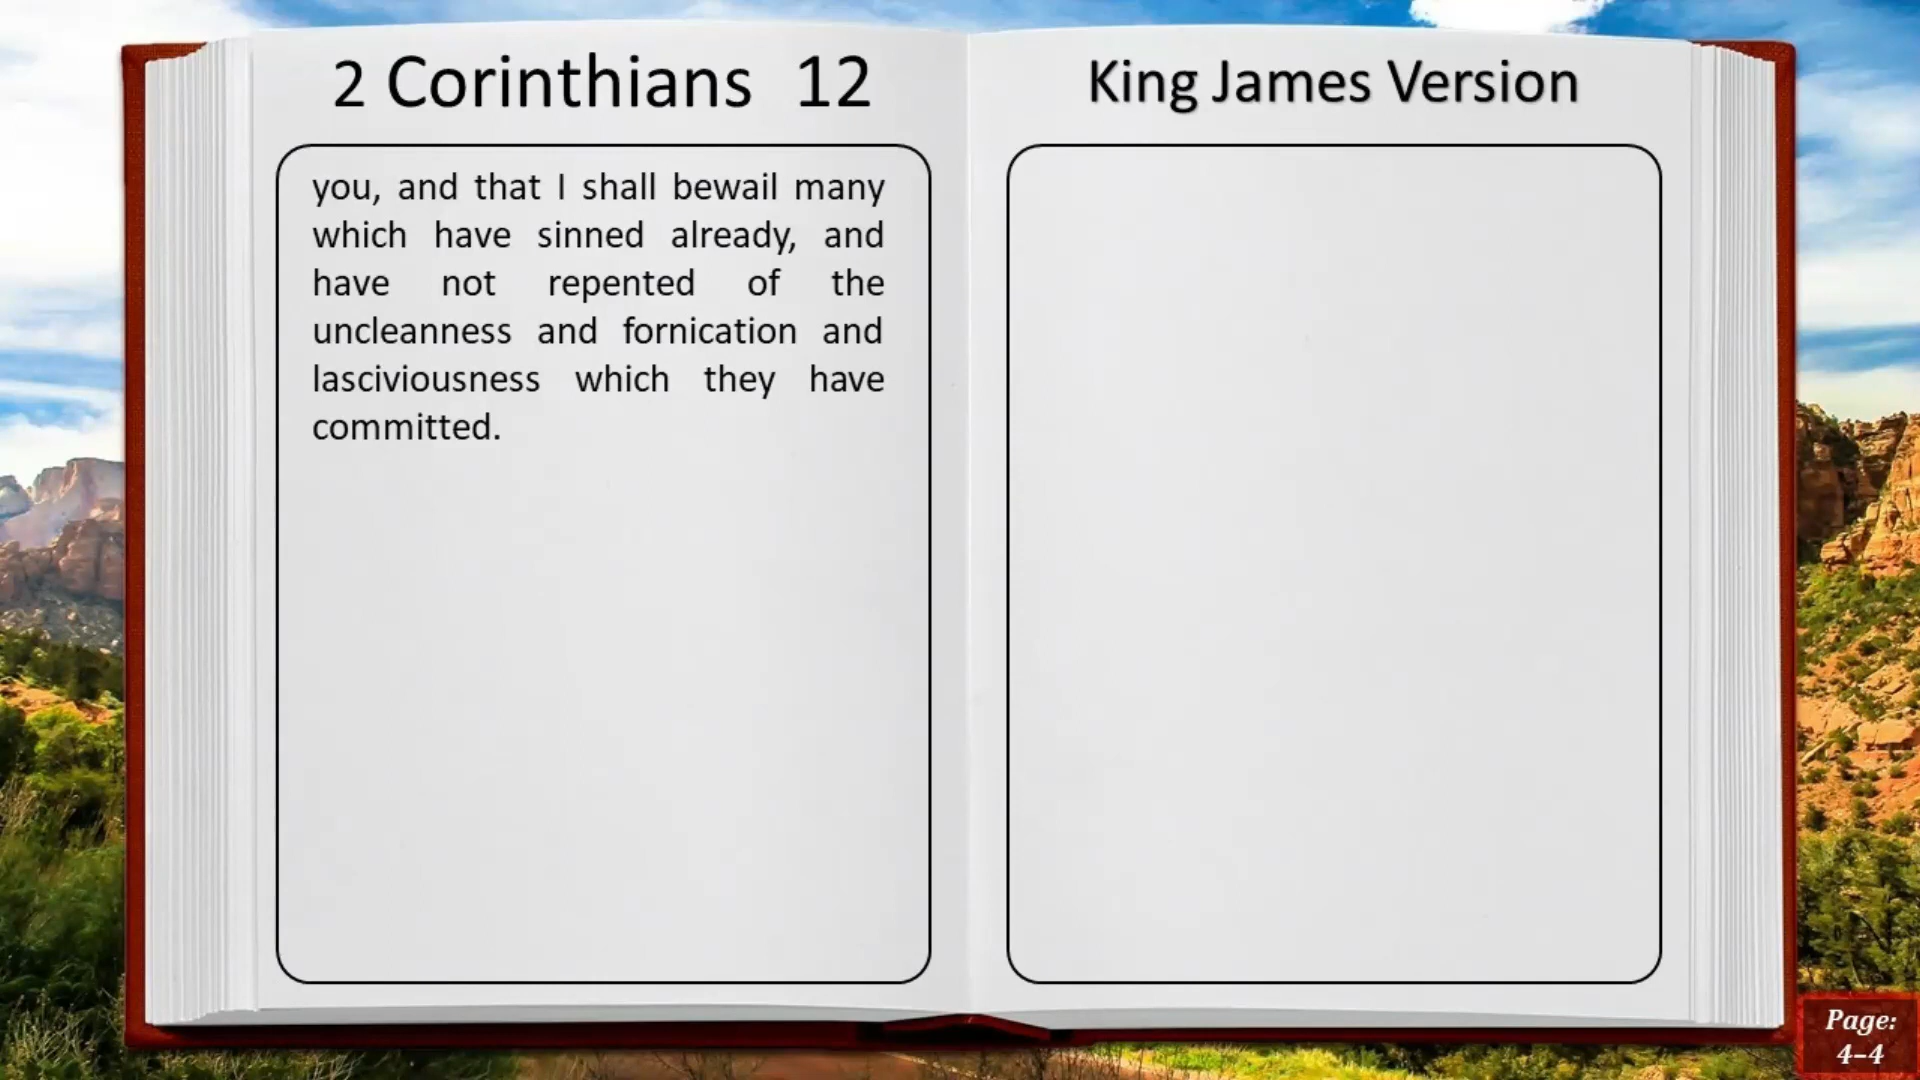 2 Corinthians 12
King James Version
you, and that I shall bewail many
which have sinned already, and
have not repented of the
uncleanness and fornication and
lasciviousness which they have
committed.
Page:
4–4